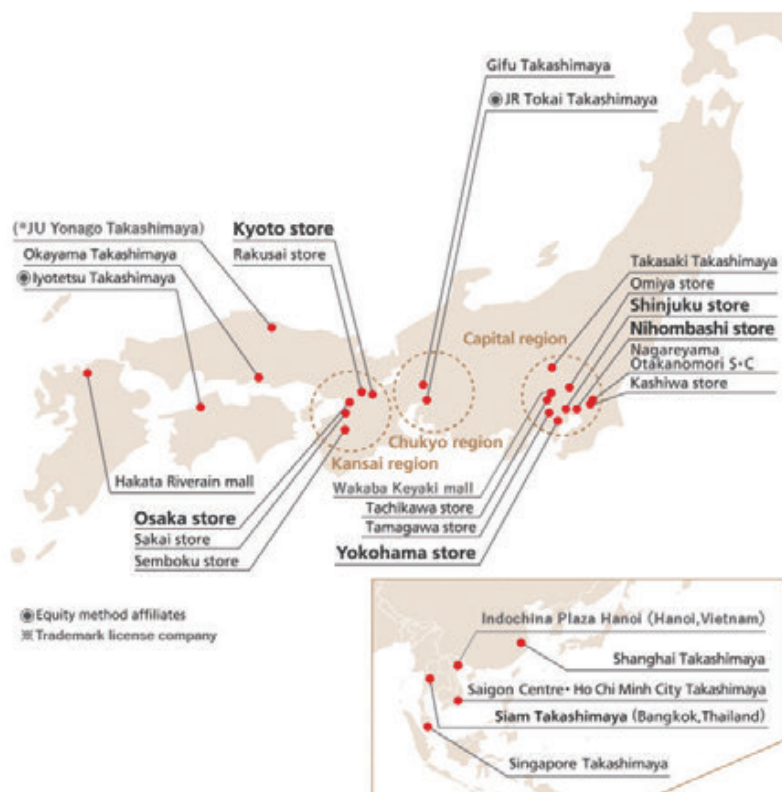 Gifu Takashimaya
◉JR Tokai Takashimaya
(*JU Yonago Takashimaya)
Okayama Takashimaya
◉Iyotetsu Takashimaya
Kyoto store
Rakusai store
Takasaki Takashimaya
Omiya store
Shinjuku store
Nihombashi store
Nagareyama
Otakanomori S・C
Kashiwa store
Capital region
Chukyo region
Kansai region
Hakata Riverain mall
Osaka store
Sakai store
Semboku store
Wakaba Keyaki mall
Tachikawa store
Tamagawa store
Yokohama store
◉Equity method affiliates
※Trademark license company
Indochina Plaza Hanoi (Hanoi,Vietnam)
Shanghai Takashimaya
Saigon Centre・Ho Chi Minh City Takashimaya
Siam Takashimaya (Bangkok,Thailand)
Singapore Takashimaya